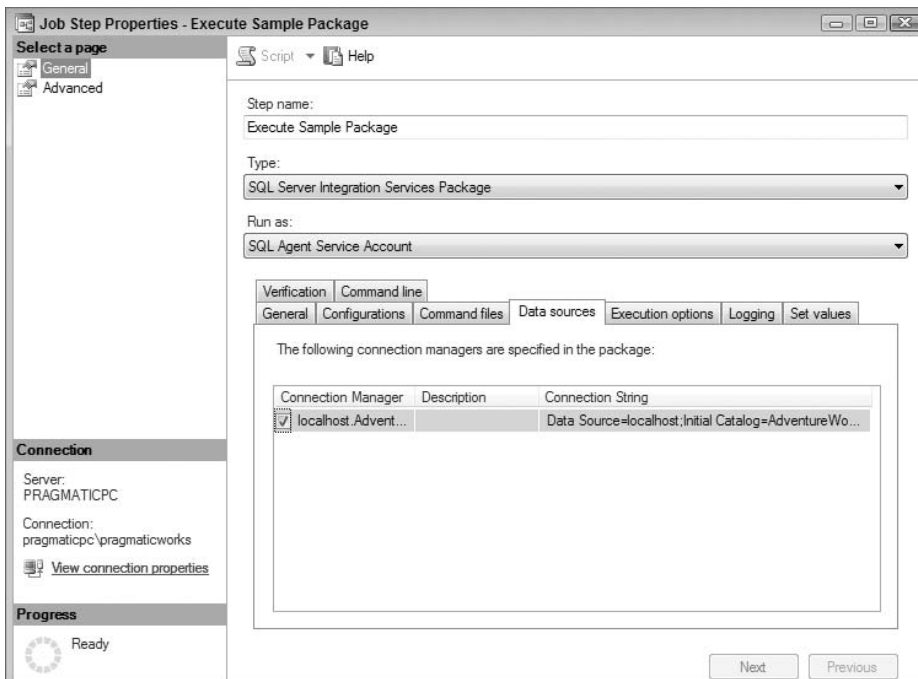 Job Step Properties - Execute Sample Package
Select a page
General
Advanced
Script
Help
Step name:
Execute Sample Package
Type:
SQL Server Integration Services Package
Run as:
SQL Agent Service Account
Verification
Command line
General
Configurations
Command files
Data sources
Execution options
Logging
Set values
The following connection managers are specified in the package:
Connection Manager
Description
Connection String
localhost.Advent...
Data Source=localhost;Initial Catalog=AdventureWo...
Connection
Server:
PRAGMATICPC
Connection:
pragmaticpc\pragmaticworks
View connection properties
Progress
Ready
Next
Previous